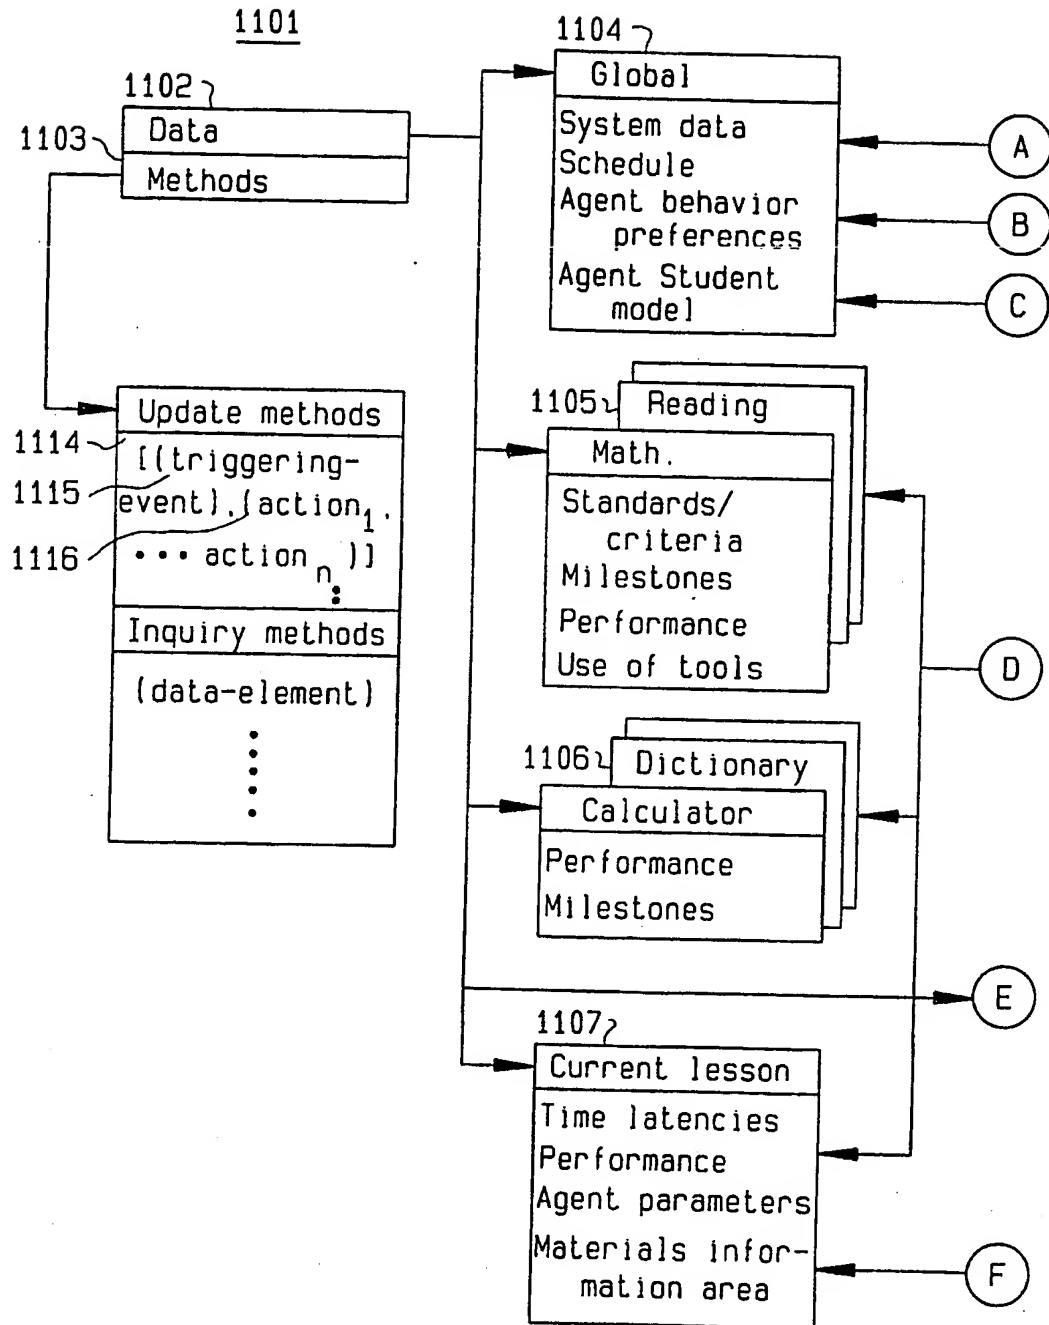 1101
1102
Data
1103
Methods
Update methods
1114
[(triggering-
1115
event),(action1,
1116
••• action n )]
Inquiry methods
(data-element)
1104
Global
System data
Schedule
Agent behavior
preferences
Agent Student
model
A
B
C
1105
Reading
Math.
Standards/
criteria
Milestones
Performance
Use of tools
D
1106
Dictionary
Calculator
Performance
Milestones
E
1107
Current lesson
Time latencies
Performance
Agent parameters
Materials infor-
mation area
F